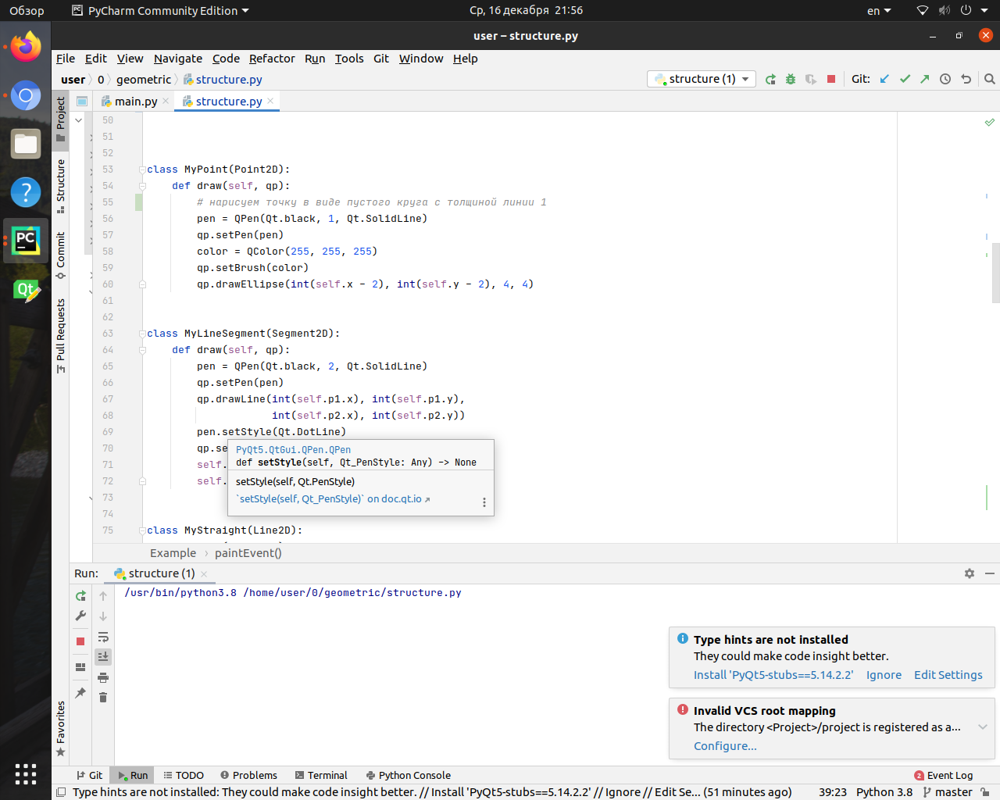 Обзор
PyCharm Community Edition
Ср, 16 декабря 21:56
en
user – structure.py
File Edit View Navigate Code Refactor Run Tools Git Window Help
user 0 geometric structure.py
structure (1)
Git:
main.py
structure.py
Project
Structure
Commit
Pull Requests
Favorites
50
51
52
53 class MyPoint(Point2D):
54 def draw(self, qp):
55 # нарисуем точку в виде пустого круга с толщиной линии 1
56 pen = QPen(Qt.black, 1, Qt.SolidLine)
57 qp.setPen(pen)
58 color = QColor(255, 255, 255)
59 qp.setBrush(color)
60 qp.drawEllipse(int(self.x - 2), int(self.y - 2), 4, 4)
61
62
63 class MyLineSegment(Segment2D):
64 def draw(self, qp):
65 pen = QPen(Qt.black, 2, Qt.SolidLine)
66 qp.setPen(pen)
67 qp.drawLine(int(self.p1.x), int(self.p1.y),
68 int(self.p2.x), int(self.p2.y))
69 pen.setStyle(Qt.DotLine)
70 qp.se
71 self.
72 self.
73
74
75 class MyStraight(Line2D):
PyQt5.QtGui.QPen.QPen
def setStyle(self, Qt_PenStyle: Any) -> None
setStyle(self, Qt.PenStyle)
`setStyle(self, Qt_PenStyle)` on doc.qt.io
Example paintEvent()
Run: structure (1)
/usr/bin/python3.8 /home/user/0/geometric/structure.py
Type hints are not installed
They could make code insight better.
Install 'PyQt5-stubs==5.14.2.2' Ignore Edit Settings
Invalid VCS root mapping
The directory <Project>/project is registered as a...
Configure...
Git Run TODO Problems Terminal Python Console
2 Event Log
Type hints are not installed: They could make code insight better. // Install 'PyQt5-stubs==5.14.2.2' // Ignore // Edit Se... (51 minutes ago)
39:23 Python 3.8 master
PC
Qt